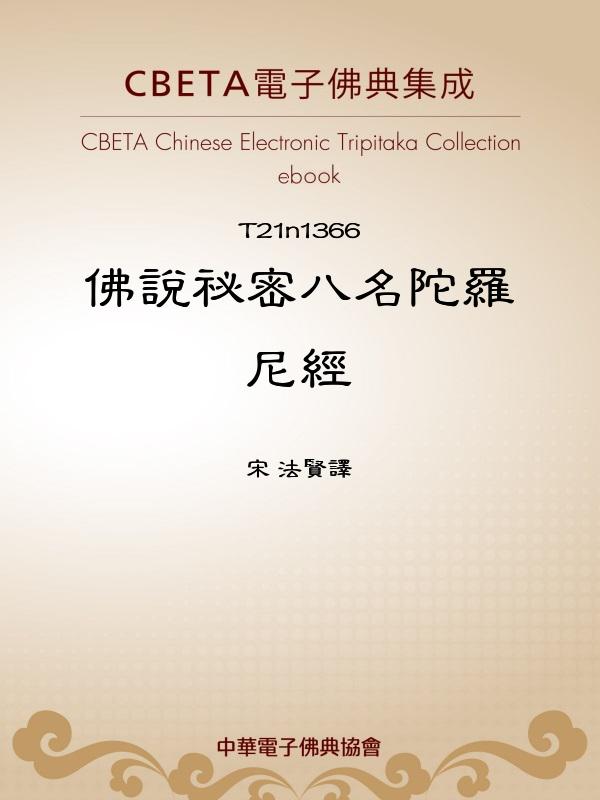 CBETA電子佛典集成
CBETA Chinese Electronic Tripitaka Collection
ebook
T21n1366
佛說祕密八名陀羅
尼經
宋 法賢譯
中華電子佛典協會